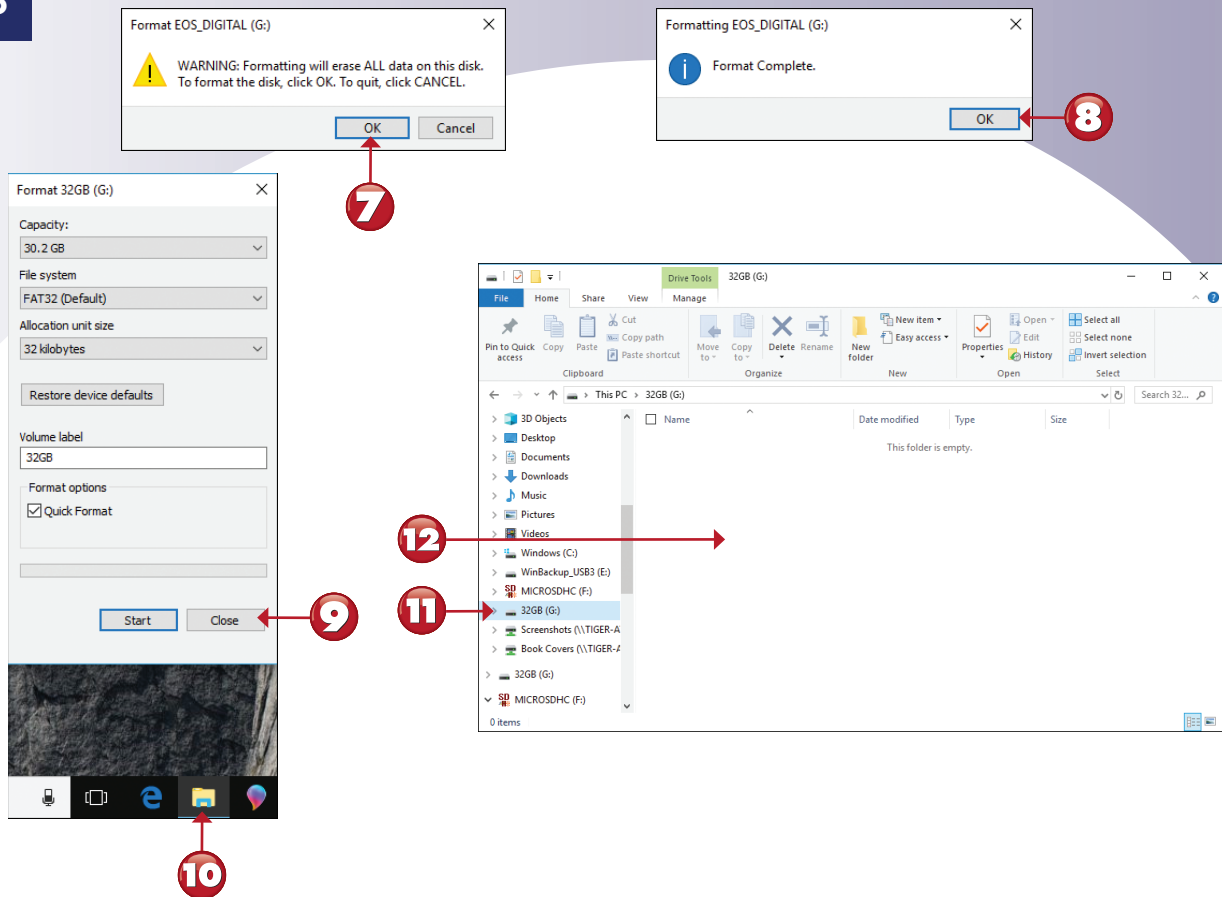 Format EOS_DIGITAL (G:)
WARNING: Formatting will erase ALL data on this disk.
To format the disk, click OK. To quit, click CANCEL.
OK Cancel
7
Formatting EOS_DIGITAL (G:)
Format Complete.
OK
8
Format 32GB (G:)
Capacity:
30.2 GB
File system
FAT32 (Default)
Allocation unit size
32 kilobytes
Restore device defaults
Volume label
32GB
Format options
Quick Format
Start Close
9
10
Drive Tools 32GB (G:)
File Home Share View Manage
Pin to Quick access
Copy
Paste
Cut
Copy path
Paste shortcut
Clipboard
Move to
Copy to
Delete
Rename
Organize
New folder
New item
Easy access
New
Properties
Open
Edit
History
Open
Select all
Select none
Invert selection
Select
This PC > 32GB (G:)
Search 32...
Name Date modified Type Size
This folder is empty.
3D Objects
Desktop
Documents
Downloads
Music
Pictures
Videos
Windows (C:)
WinBackup_USB3 (E:)
MICROSDHC (F:)
32GB (G:)
Screenshots (\\TIGER-A
Book Covers (\\TIGER-A
32GB (G:)
MICROSDHC (F:)
0 items
12
11